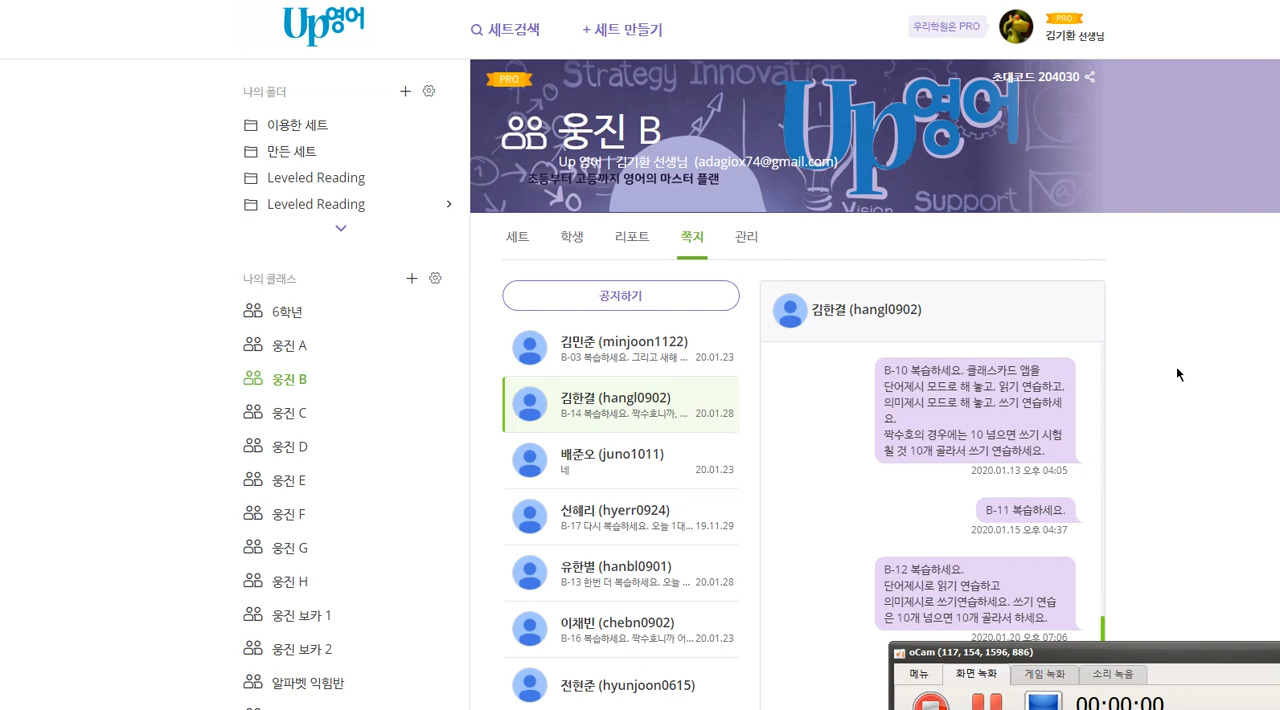 Up영어
세트검색
+ 세트 만들기
우리학원은 PRO
PRO
김기환 선생님
나의 폴더
이용한 세트
만든 세트
Leveled Reading
Leveled Reading
나의 클래스
6학년
웅진 A
웅진 B
웅진 C
웅진 D
웅진 E
웅진 F
웅진 G
웅진 H
웅진 보카 1
웅진 보카 2
알파벳 익힘반
PRO
Strategy Innovation
초대코드 204030
웅진 B
Up영어
Up 영어 | 김기환 선생님 (adagiox74@gmail.com)
초등부터 고등까지 영어의 마스터 플랜
Vision
Support
세트
학생
리포트
쪽지
관리
공지하기
김민준 (minjoon1122)
B-03 복습하세요. 그리고 새해 ... 20.01.23
김한결 (hangl0902)
B-14 복습하세요. 짝수호니까, ... 20.01.28
배준오 (juno1011)
네 20.01.23
신혜리 (hyerr0924)
B-17 다시 복습하세요. 오늘 1대... 19.11.29
유한별 (hanbl0901)
B-13 한번 더 복습하세요. 오늘 ... 20.01.28
이채빈 (chebn0902)
B-16 복습하세요. 짝수호니까 어... 20.01.23
전현준 (hyunjoon0615)
김한결 (hangl0902)
B-10 복습하세요. 클래스카드 앱을
단어제시 모드로 해 놓고, 읽기 연습하고,
의미제시 모드로 해 놓고, 쓰기 연습하세
요.
짝수호의 경우에는 10 넘으면 쓰기 시험
칠 것 10개 골라서 쓰기 연습하세요.
2020.01.13 오후 04:05
B-11 복습하세요.
2020.01.15 오후 04:37
B-12 복습하세요.
단어제시로 읽기 연습하고
의미제시로 쓰기연습하세요. 쓰기 연습
은 10개 넘으면 10개 골라서 하세요.
2020.01.20 오후 07:06
oCam (117, 154, 1596, 886)
메뉴
화면 녹화
게임 녹화
소리 녹음
00:00:00